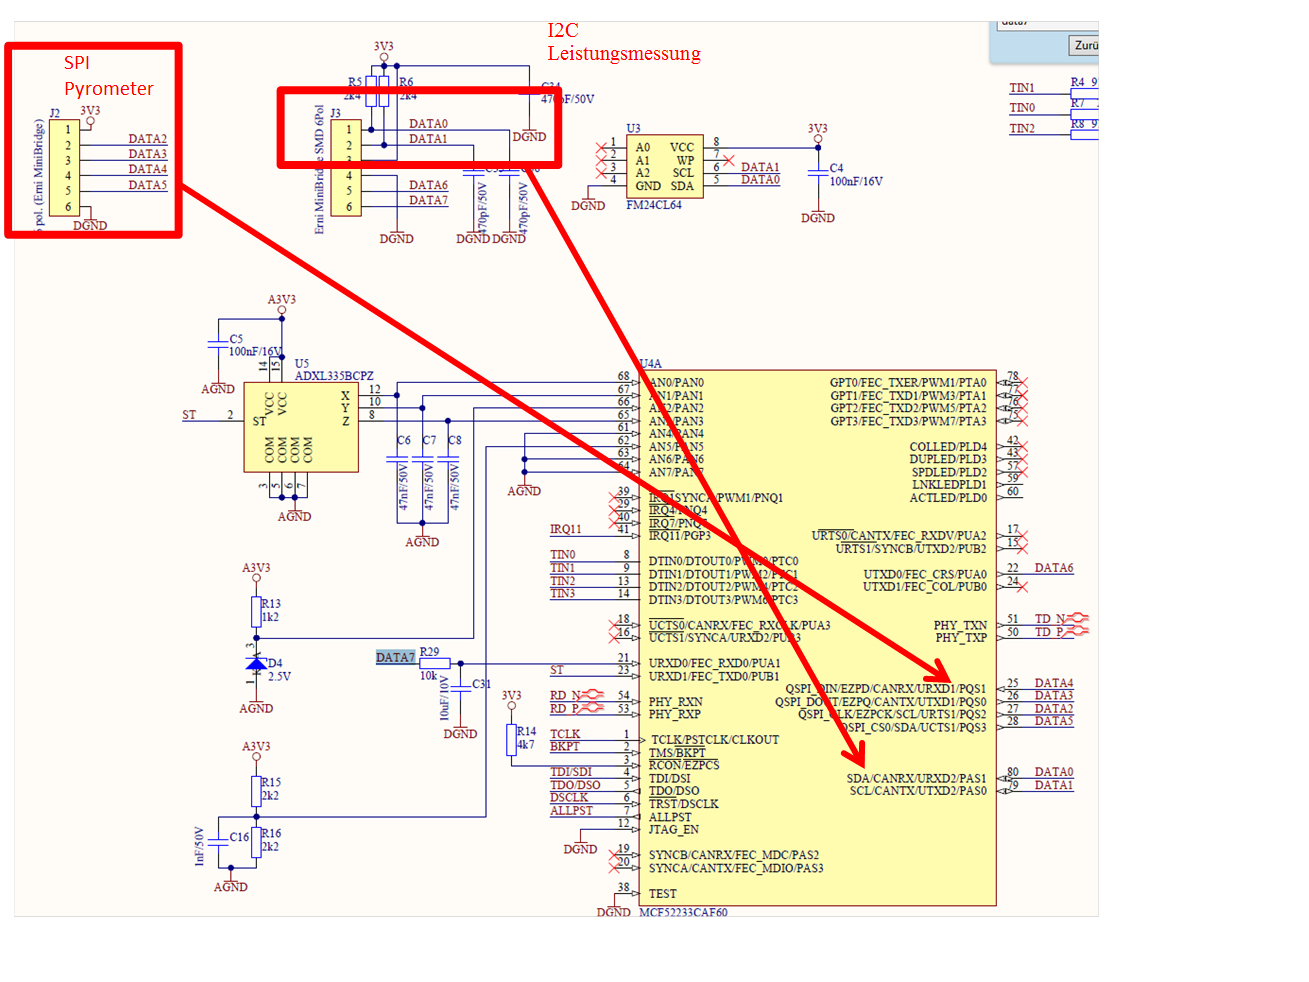 I2C
Leistungsmessung
SPI
Pyrometer
Zurü
3V3
R5
2k4
R6
2k4
470pF/50V
DGND
J2
3V3
1
2 DATA2
3 DATA3
4 DATA4
5 DATA5
6
DGND
pol. (Erni MiniBridge)
J3
1 DATA0
2 DATA1
4
5 DATA6
6 DATA7
Erni MiniBridge SMD 6Pol
DGND
470pF/50V
DGND
470pF/50V
DGND
U3
1 A0 VCC 8
2 A1 WP 7
3 A2 SCL 6 DATA1
4 GND SDA 5 DATA0
FM24CL64
DGND
3V3
C4
100nF/16V
DGND
TIN1 R4
TIN0 R7
TIN2 R8
A3V3
C5
100nF/16V
AGND
14
15
U5
ADXL335BCPZ
VCC
VCC
X 12
Y 10
Z 8
ST 2 ST
COM
COM
COM
COM
3
5
6
7
AGND
C6
47nF/50V
C7
47nF/50V
C8
47nF/50V
AGND
AGND
A3V3
R13
1k2
3
A
K
1
D4
2.5V
AGND
DATA7
R29
10k
C31
10uF/10V
DGND
3V3
R14
4k7
A3V3
R15
2k2
R16
2k2
C16
1nF/50V
AGND
U4A
68 AN0/PAN0
67 AN1/PAN1
66 AN2/PAN2
65 AN3/PAN3
61 AN4/PAN4
62 AN5/PAN5
63 AN6/PAN6
64 AN7/PAN7
39 IRQ1SYNCA/PWM1/PNQ1
29 IRQ4/PNQ4
40 IRQ7/PNQ7
IRQ11 41 IRQ11/PGP3
TIN0 8 DTIN0/DTOUT0/PWM0/PTC0
TIN1 9 DTIN1/DTOUT1/PWM2/PTC1
TIN2 13 DTIN2/DTOUT2/PWM4/PTC2
TIN3 14 DTIN3/DTOUT3/PWM6/PTC3
18 UCTS0/CANRX/FEC_RXCLK/PUA3
16 UCTS1/SYNCA/URXD2/PUB3
21 URXD0/FEC_RXD0/PUA1
ST 23 URXD1/FEC_TXD0/PUB1
RD_N 54 PHY_RXN
RD_P 53 PHY_RXP
TCLK 1 TCLK/PSTCLK/CLKOUT
BKPT 2 TMS/BKPT
3 RCON/EZPCS
TDI/SDI 4 TDI/DSI
TDO/DSO 5 TDO/DSO
DSCLK 6 TRST/DSCLK
ALLPST 7 ALLPST
12 JTAG_EN
DGND
19 SYNCB/CANRX/FEC_MDC/PAS2
20 SYNCA/CANTX/FEC_MDIO/PAS3
38 TEST
DGND
MCF52233CAF60
GPT0/FEC_TXER/PWM1/PTA0 78
GPT1/FEC_TXD1/PWM3/PTA1 77
GPT2/FEC_TXD2/PWM5/PTA2 76
GPT3/FEC_TXD3/PWM7/PTA3 75
COLLED/PLD4 42
DUPLED/PLD3 43
SPDLED/PLD2 57
LNKLEDPLD1 59
ACTLED/PLD0 60
URTS0/CANTX/FEC_RXDV/PUA2 17
URTS1/SYNCB/UTXD2/PUB2 15
UTXD0/FEC_CRS/PUA0 22 DATA6
UTXD1/FEC_COL/PUB0 24
PHY_TXN 51 TD_N
PHY_TXP 50 TD_P
QSPI_DIN/EZPD/CANRX/URXD1/PQS1 25 DATA4
QSPI_DOUT/EZPQ/CANTX/UTXD1/PQS0 26 DATA3
QSPI_CLK/EZPCK/SCL/URTS1/PQS2 27 DATA2
QSPI_CS0/SDA/UCTS1/PQS3 28 DATA5
SDA/CANRX/URXD2/PAS1 80 DATA0
SCL/CANTX/UTXD2/PAS0 79 DATA1